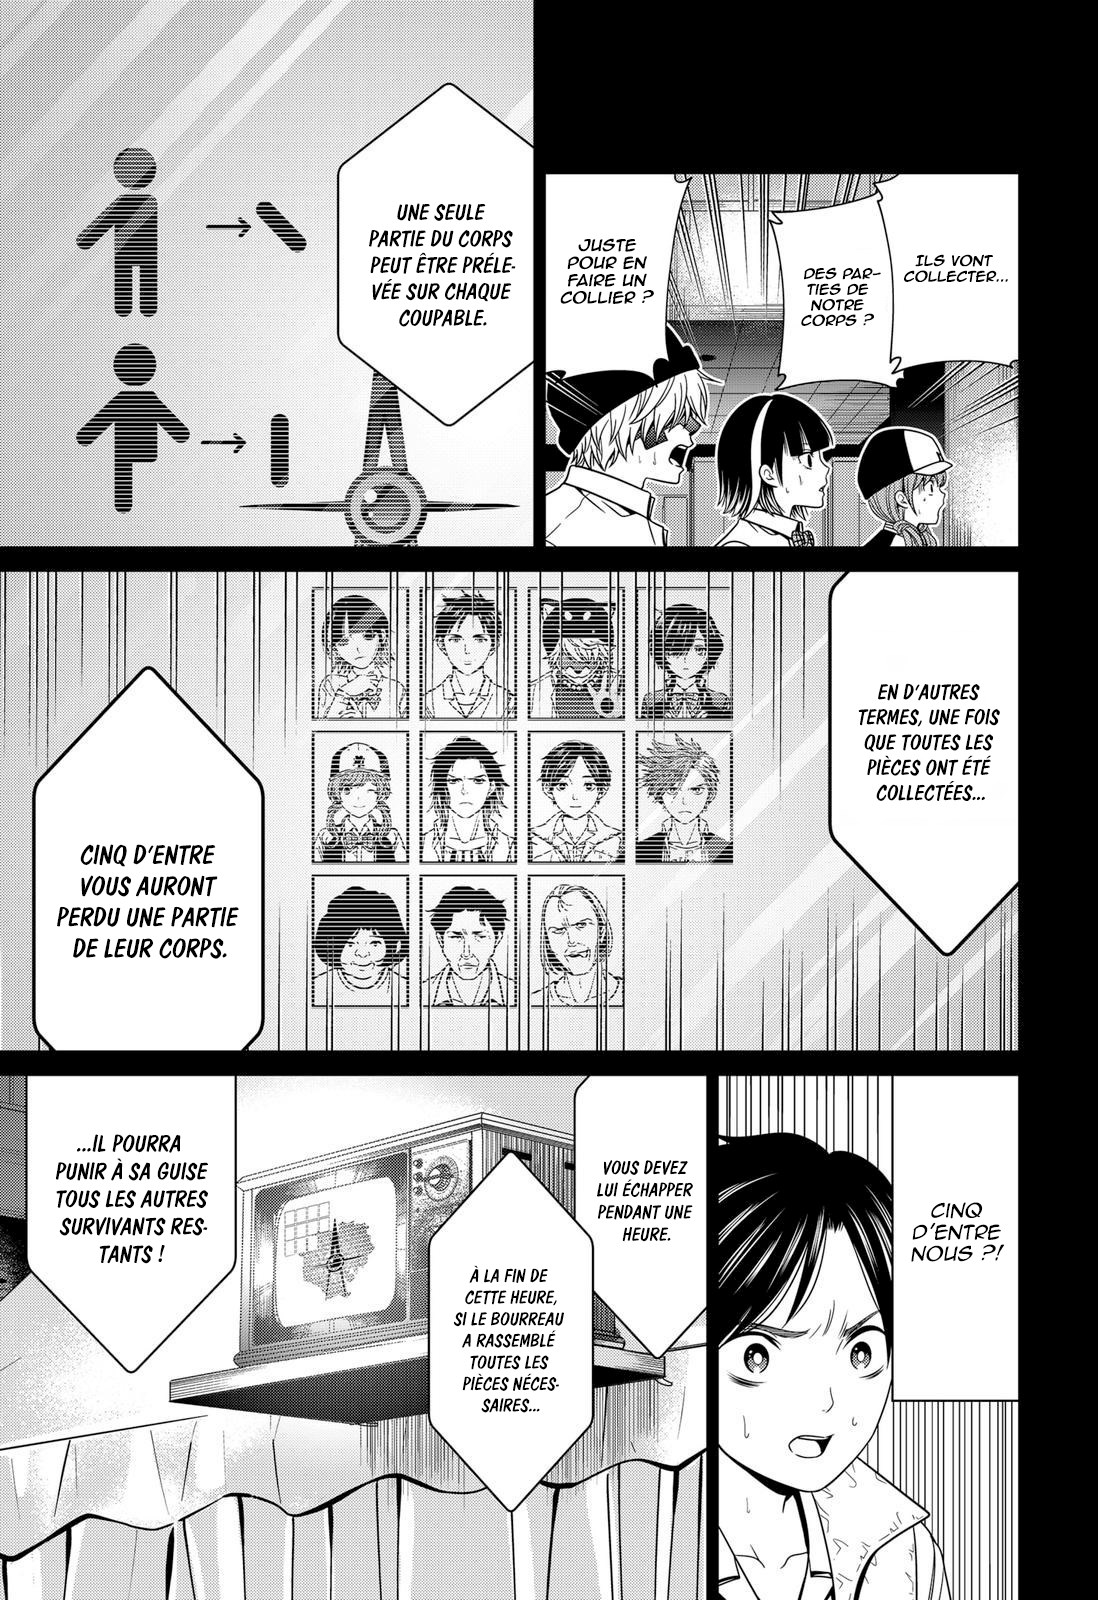 ILS VONT
COLLECTER...
DES PAR-
TIES DE
NOTRE
CORPS ?
JUSTE
POUR EN
FAIRE UN
COLLIER ?
UNE SEULE
PARTIE DU CORPS
PEUT ÊTRE PRÉLE-
VÉE SUR CHAQUE
COUPABLE.
EN D'AUTRES
TERMES, UNE FOIS
QUE TOUTES LES
PIÈCES ONT ÉTÉ
COLLECTÉES...
CINQ D'ENTRE
VOUS AURONT
PERDU UNE PARTIE
DE LEUR CORPS.
CINQ
D'ENTRE
NOUS ?!
VOUS DEVEZ
LUI ÉCHAPPER
PENDANT UNE
HEURE.
À LA FIN DE
CETTE HEURE,
SI LE BOURREAU
A RASSEMBLÉ
TOUTES LES
PIÈCES NÉCES-
SAIRES...
...IL POURRA
PUNIR À SA GUISE
TOUS LES AUTRES
SURVIVANTS RES-
TANTS !